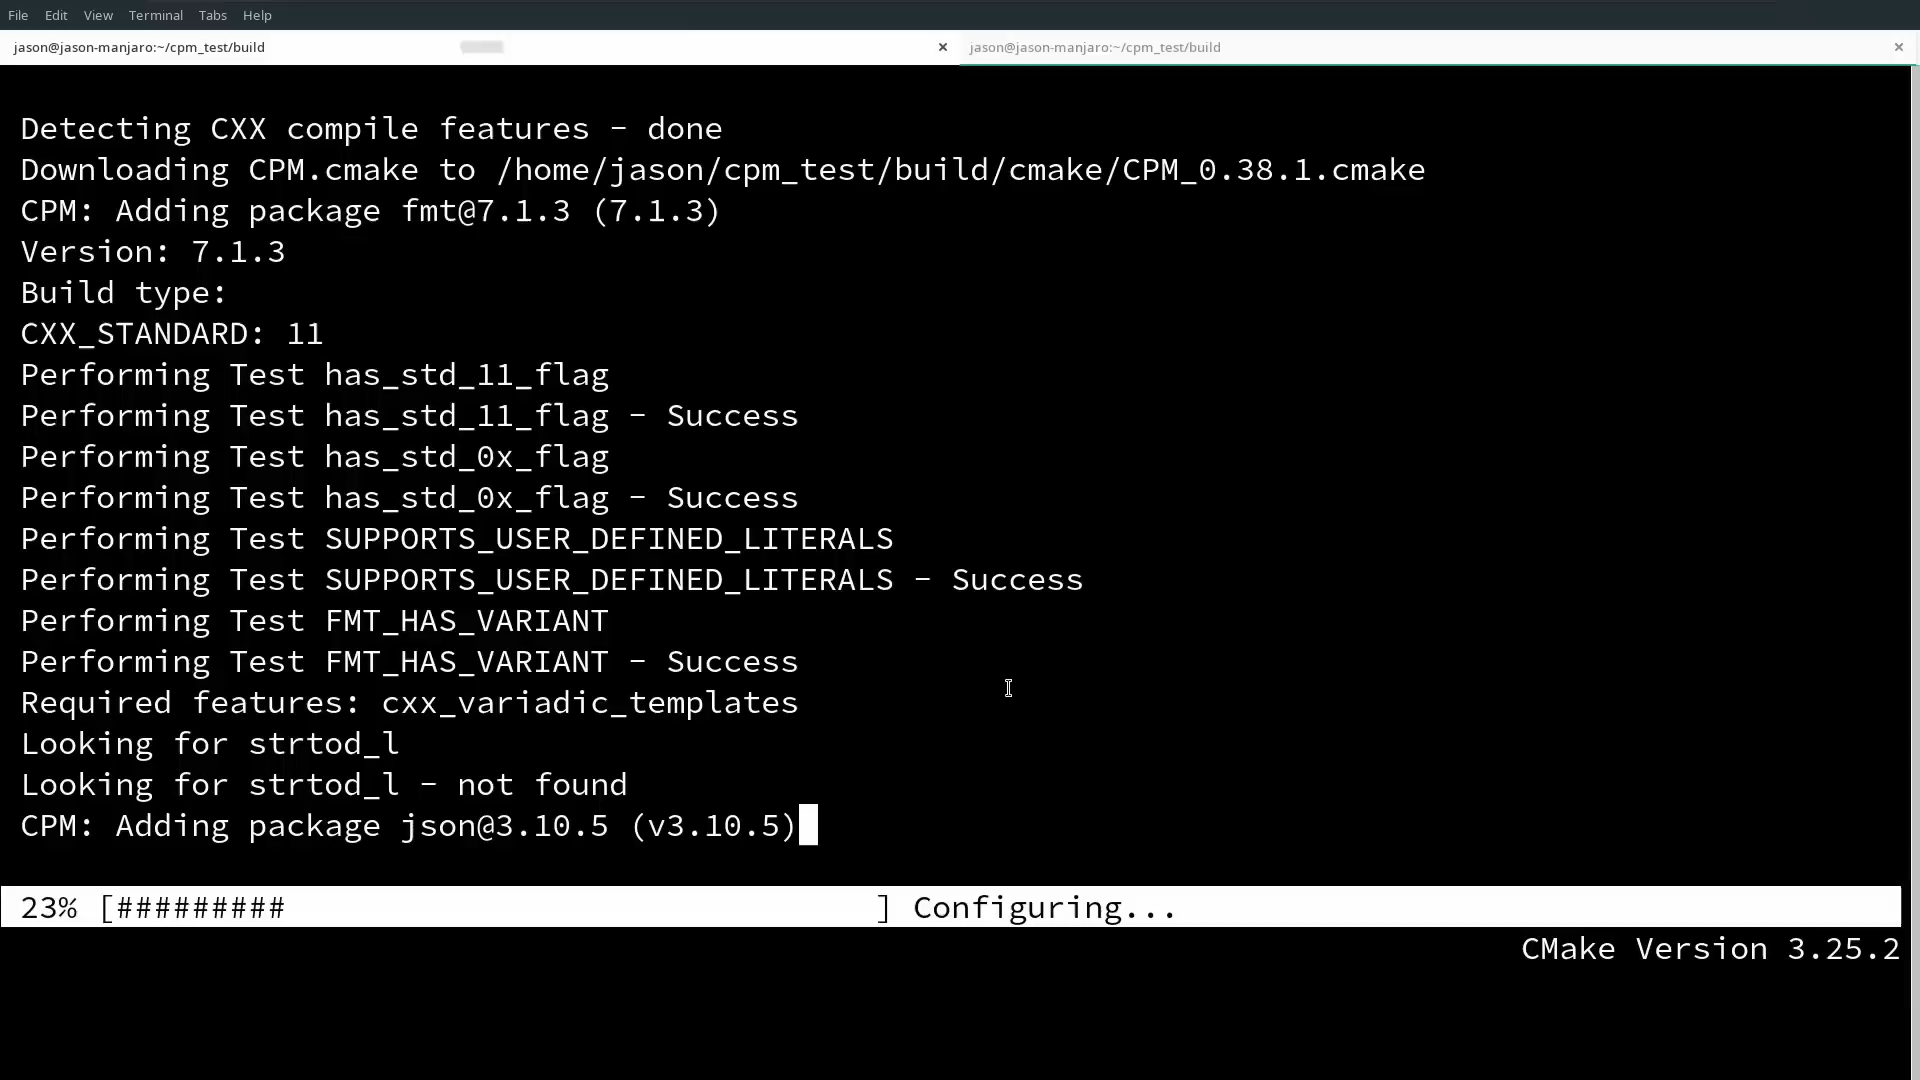 File Edit View Terminal Tabs Help
jason@jason-manjaro:~/cpm_test/build × jason@jason-manjaro:~/cpm_test/build ×
Detecting CXX compile features - done
Downloading CPM.cmake to /home/jason/cpm_test/build/cmake/CPM_0.38.1.cmake
CPM: Adding package fmt@7.1.3 (7.1.3)
Version: 7.1.3
Build type:
CXX_STANDARD: 11
Performing Test has_std_11_flag
Performing Test has_std_11_flag - Success
Performing Test has_std_0x_flag
Performing Test has_std_0x_flag - Success
Performing Test SUPPORTS_USER_DEFINED_LITERALS
Performing Test SUPPORTS_USER_DEFINED_LITERALS - Success
Performing Test FMT_HAS_VARIANT
Performing Test FMT_HAS_VARIANT - Success
Required features: cxx_variadic_templates
Looking for strtod_l
Looking for strtod_l - not found
CPM: Adding package json@3.10.5 (v3.10.5)
23% [######### ] Configuring...
CMake Version 3.25.2